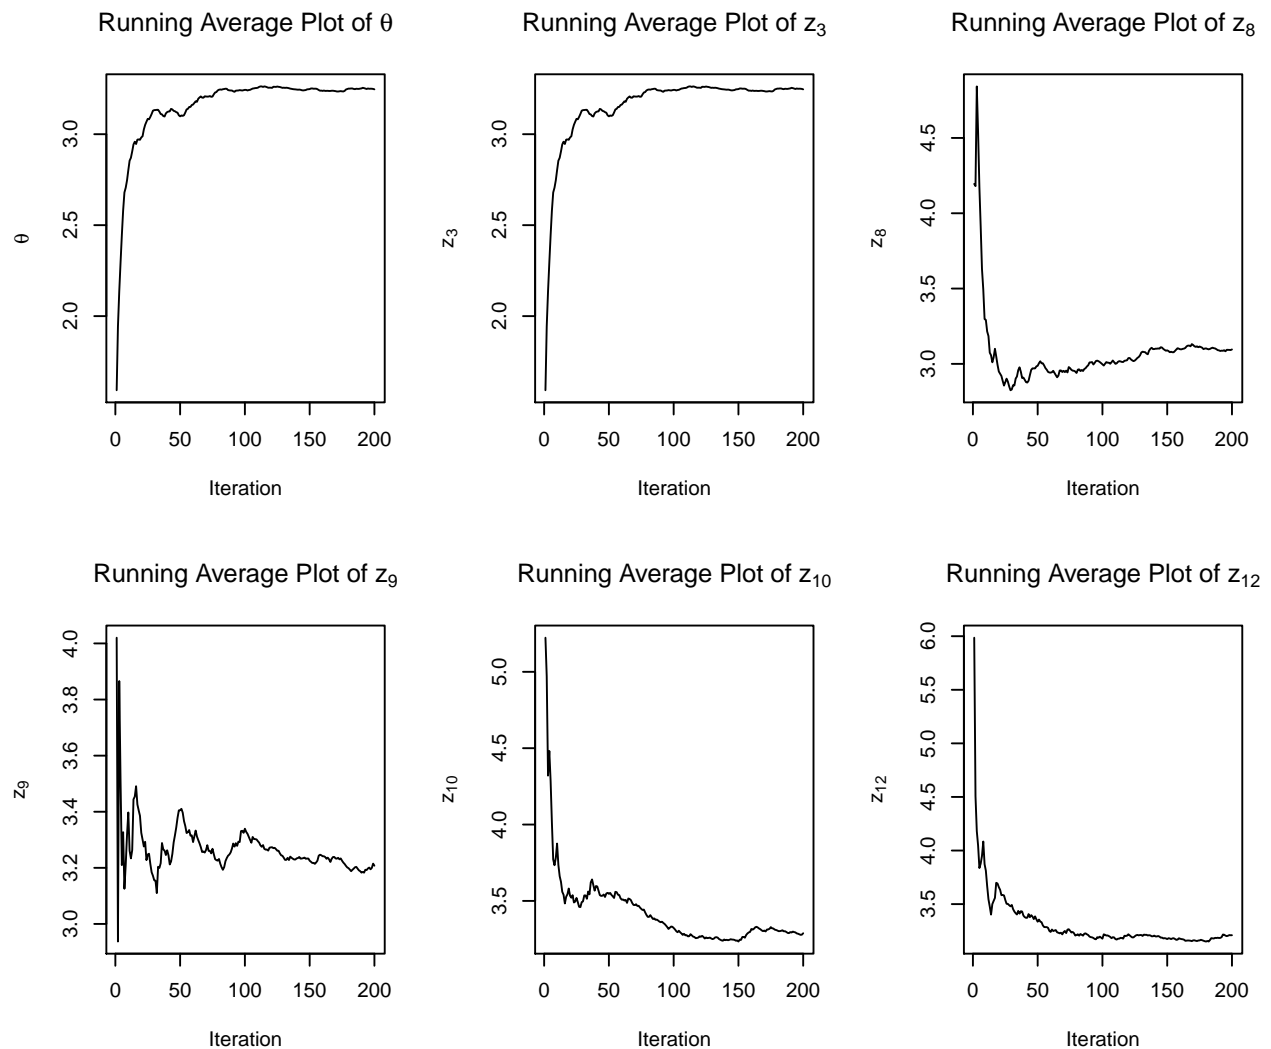 Running Average Plot of θ
θ
2.0 2.5 3.0
0 50 100 150 200
Iteration
Running Average Plot of z₃
z₃
2.0 2.5 3.0
0 50 100 150 200
Iteration
Running Average Plot of z₈
z₈
3.0 3.5 4.0 4.5
0 50 100 150 200
Iteration
Running Average Plot of z₉
z₉
3.0 3.2 3.4 3.6 3.8 4.0
0 50 100 150 200
Iteration
Running Average Plot of z₁₀
z₁₀
3.5 4.0 4.5 5.0
0 50 100 150 200
Iteration
Running Average Plot of z₁₂
z₁₂
3.5 4.0 4.5 5.0 5.5 6.0
0 50 100 150 200
Iteration